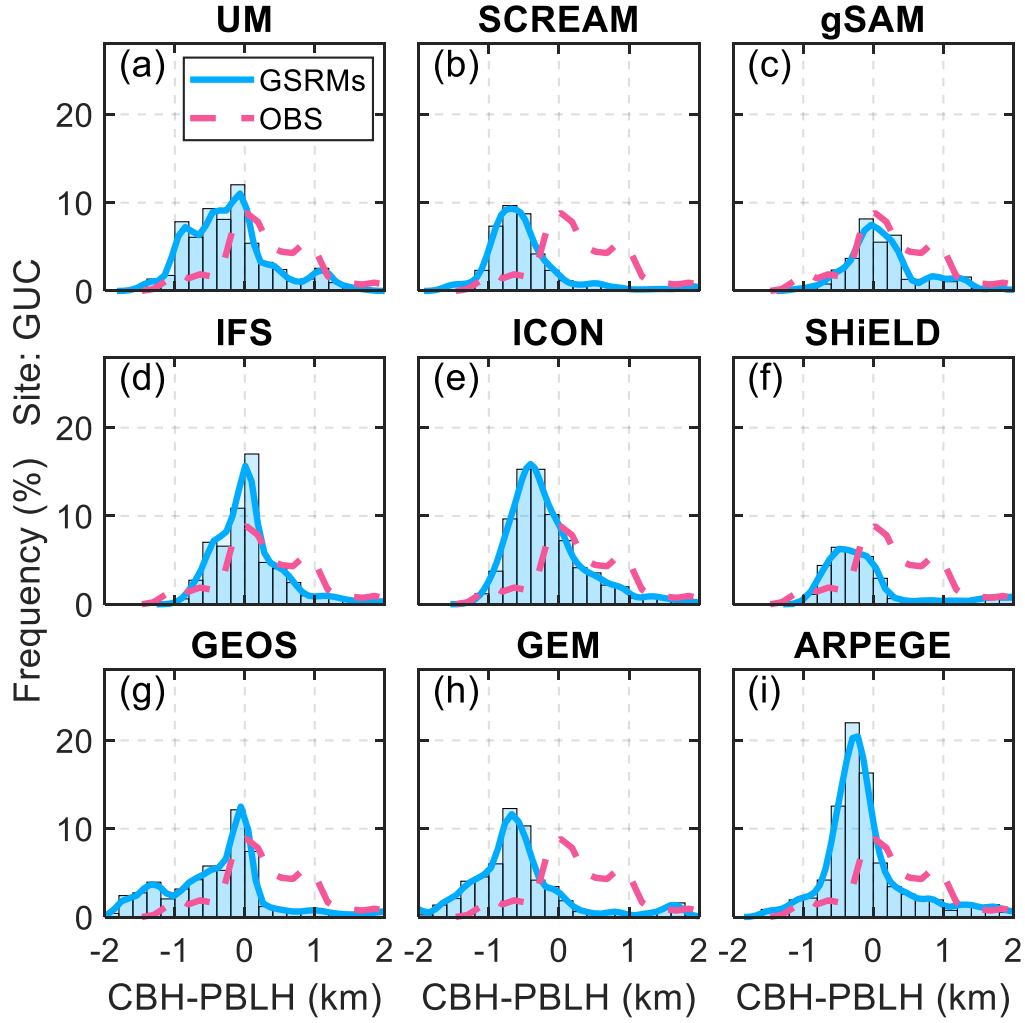 UM SCREAM gSAM
(a) (b) (c)
GSRMs
OBS
20
10
0
IFS ICON SHiELD
(d) (e) (f)
20
10
0
GEOS GEM ARPEGE
(g) (h) (i)
20
10
0
-2 -1 0 1 2 -2 -1 0 1 2 -2 -1 0 1 2
CBH-PBLH (km) CBH-PBLH (km) CBH-PBLH (km)
Frequency (%) Site: GUC